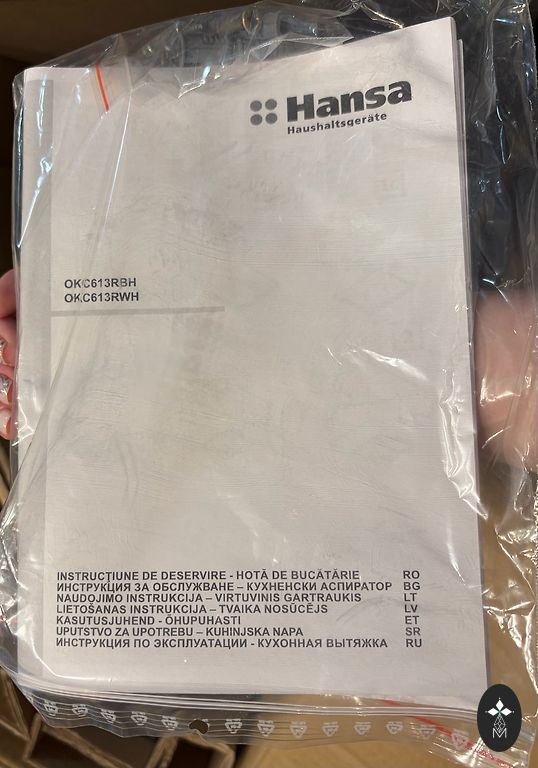 Hansa
Haushaltsgeräte
OKC613RBH
OKC613RWH
INSTRUCȚIUNE DE DESERVIRE - HOTĂ DE BUCĂTĂRIE RO
ИНСТРУКЦИЯ ЗА ОБСЛУЖВАНЕ – КУХНЕНСКИ АСПИРАТОР BG
NAUDOJIMO INSTRUKCIJA – VIRTUVINIS GARTRAUKIS LT
LIETOŠANAS INSTRUKCIJA – TVAIKA NOSŪCĒJS LV
KASUTUSJUHEND - ÕHUPUHASTI ET
UPUTSTVO ZA UPOTREBU – KUHINJSKA NAPA SR
ИНСТРУКЦИЯ ПО ЭКСПЛУАТАЦИИ - КУХОННАЯ ВЫТЯЖКА RU
M